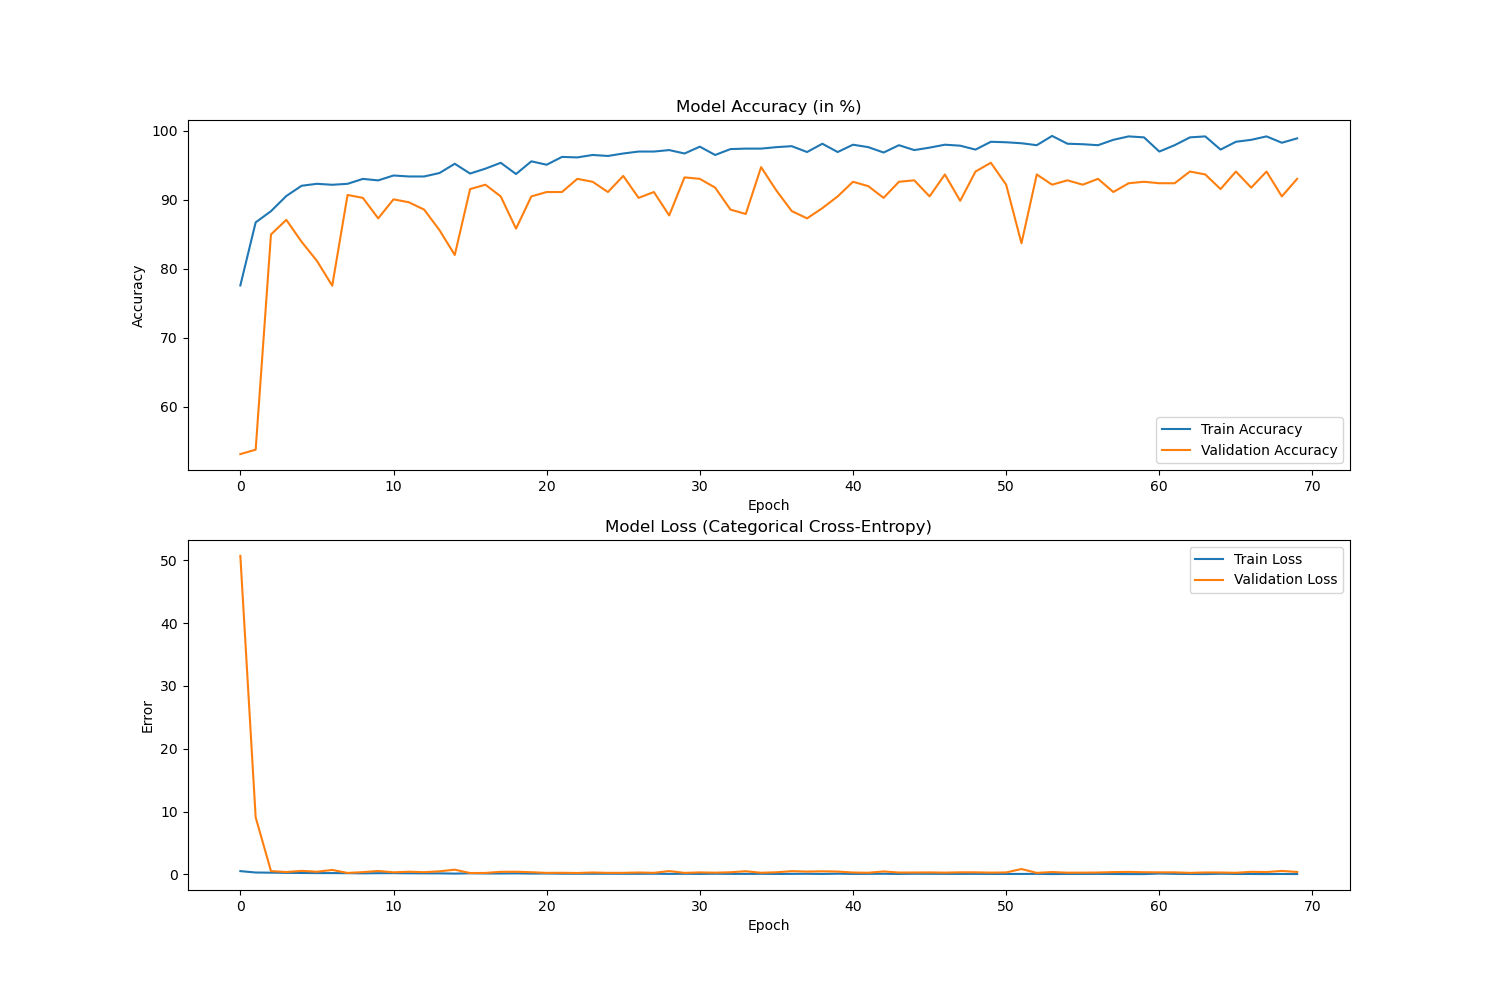 Model Accuracy (in %)
100
90
80
70
60
Accuracy
Train Accuracy
Validation Accuracy
0 10 20 30 40 50 60 70
Epoch
Model Loss (Categorical Cross-Entropy)
50
40
30
20
10
0
Error
Train Loss
Validation Loss
0 10 20 30 40 50 60 70
Epoch